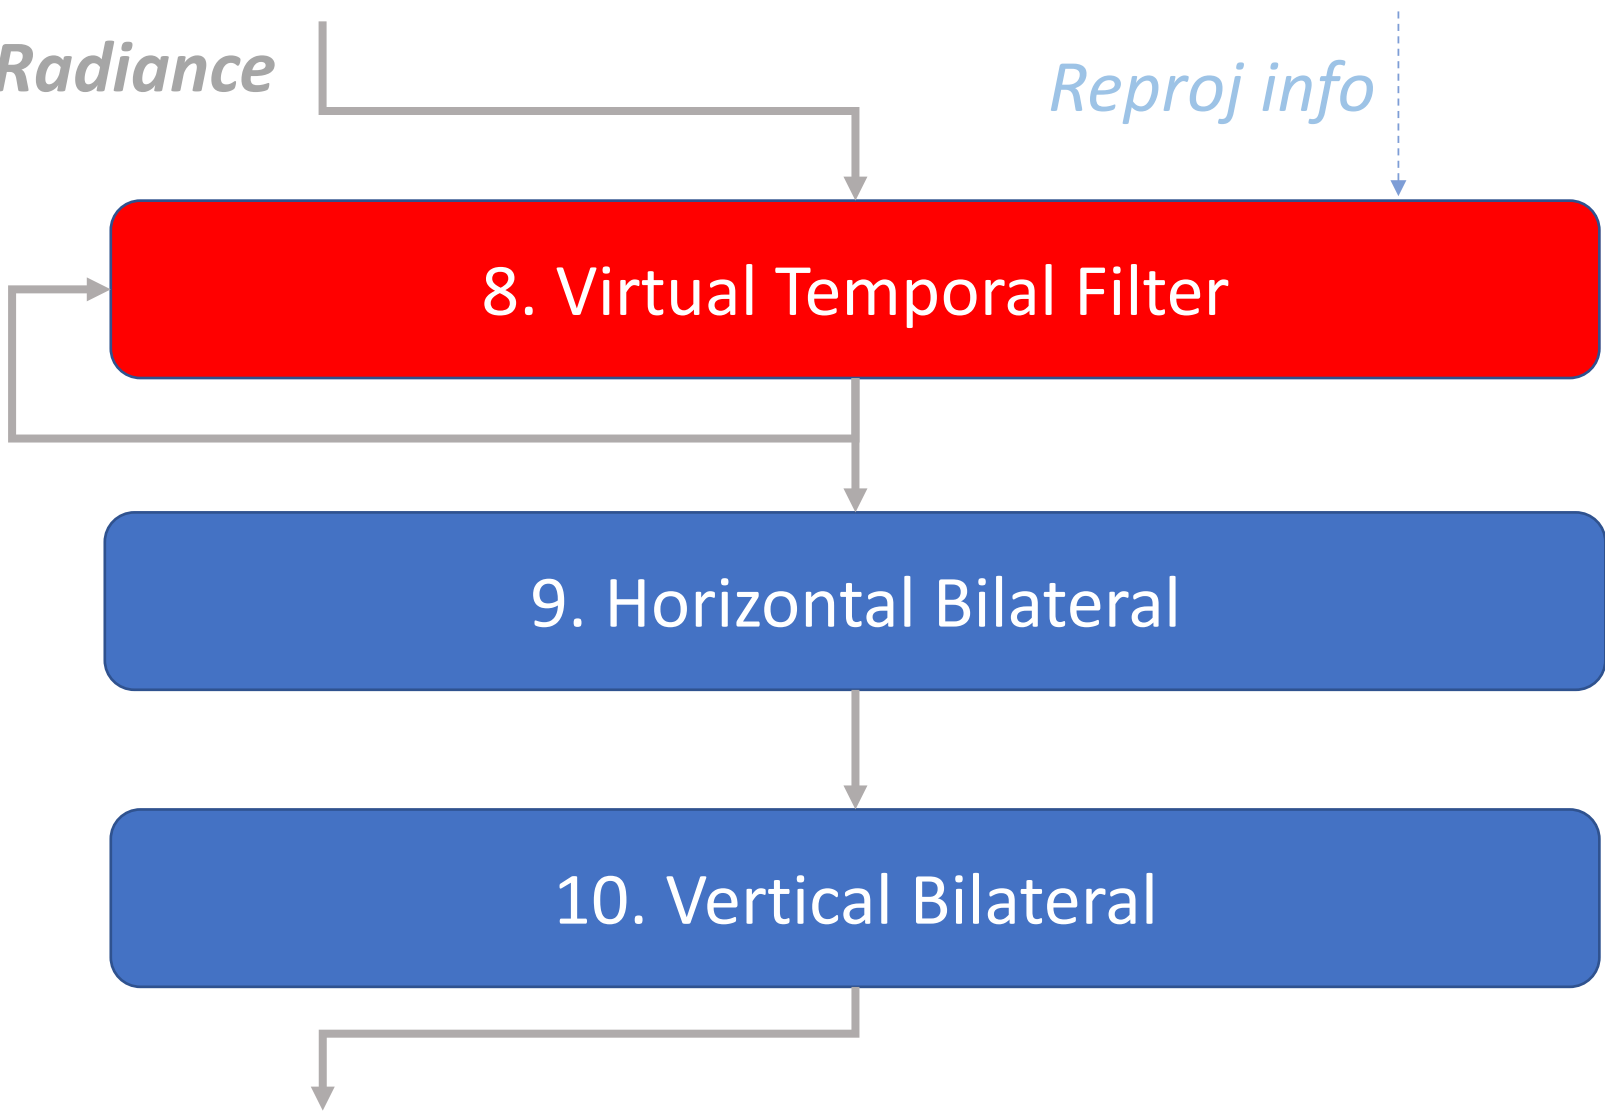 Radiance
Reproj info
8. Virtual Temporal Filter
9. Horizontal Bilateral
10. Vertical Bilateral